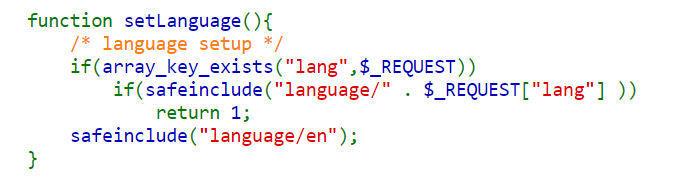 function setLanguage(){
    /* language setup */
    if(array_key_exists("lang",$_REQUEST))
        if(safeinclude("language/" . $_REQUEST["lang"] ))
            return 1;
    safeinclude("language/en");
}